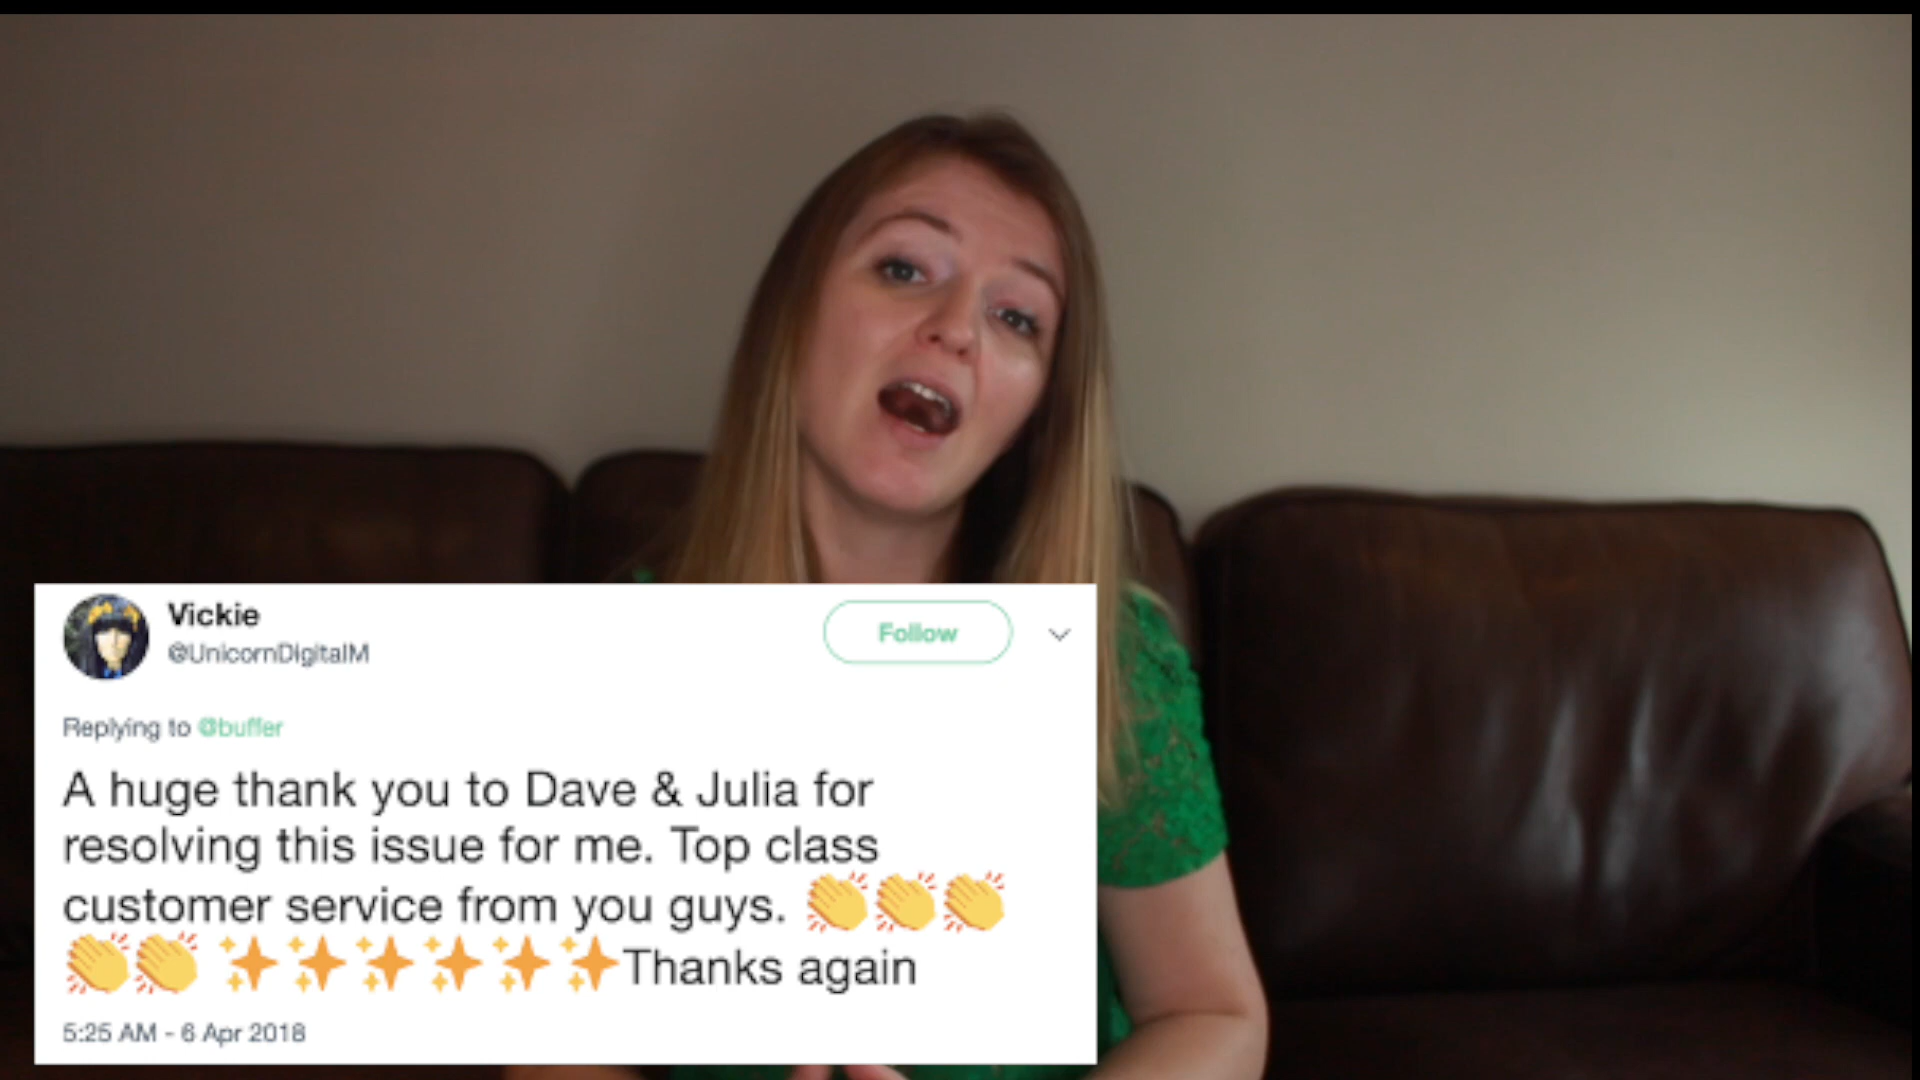 Vickie
@UnicornDigitalM
Follow
Replying to @buffer
A huge thank you to Dave & Julia for
resolving this issue for me. Top class
customer service from you guys. 👏👏👏
👏👏 ✨✨✨✨✨✨Thanks again
5:25 AM - 6 Apr 2018